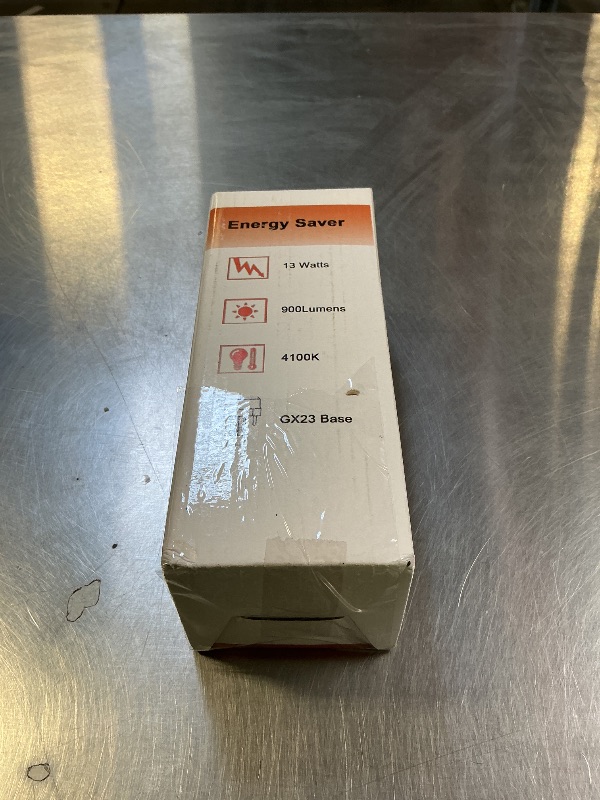 Energy Saver
13 Watts
900Lumens
4100K
GX23 Base